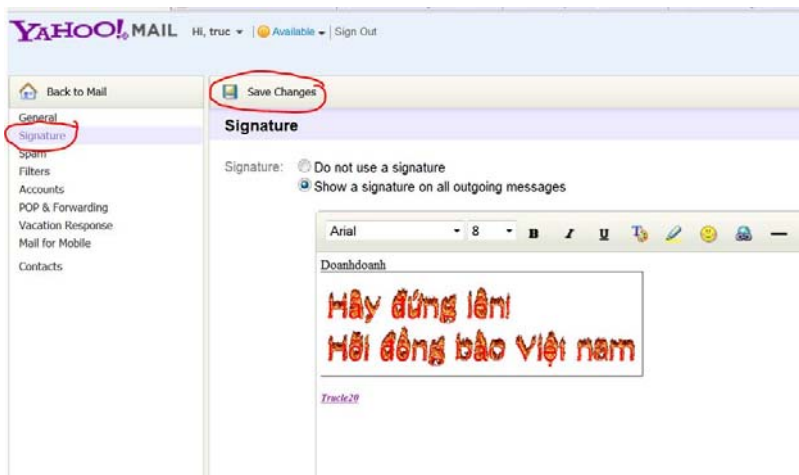 YAHOO! MAIL Hi, truc | Available | Sign Out
Back to Mail
Save Changes
General
Signature
Signature
Spam
Filters
Accounts
POP & Forwarding
Vacation Response
Mail for Mobile
Contacts
Signature: Do not use a signature
Show a signature on all outgoing messages
Arial 8 B I U
Doanhdoanh
Hãy đứng lên!
Hỡi đồng bào Việt nam
Trucle20